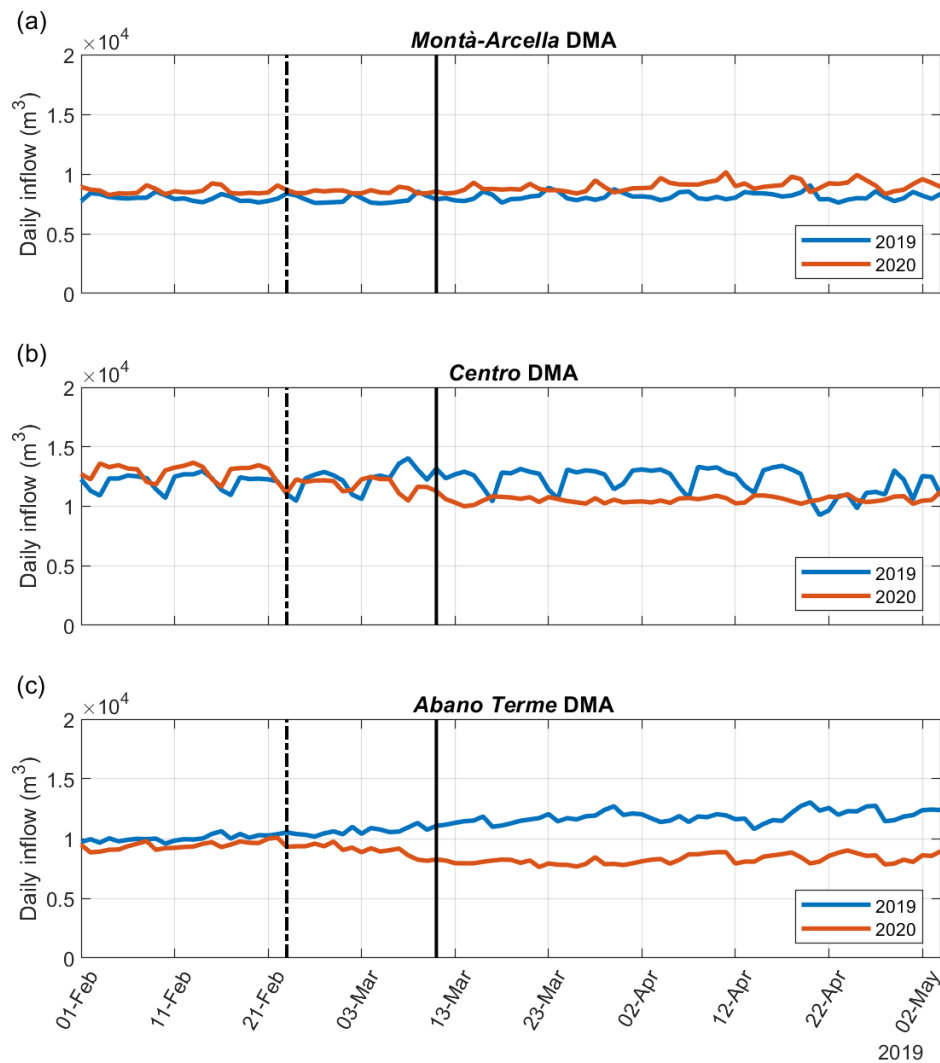 (a)
×10⁴
Montà-Arcella DMA
2
1.5
1
0.5
0
Daily inflow (m³)
2019
2020
(b)
×10⁴
Centro DMA
2
1.5
1
0.5
0
Daily inflow (m³)
2019
2020
(c)
×10⁴
Abano Terme DMA
2
1.5
1
0.5
0
Daily inflow (m³)
2019
2020
01-Feb
11-Feb
21-Feb
03-Mar
13-Mar
23-Mar
02-Apr
12-Apr
22-Apr
02-May
2019